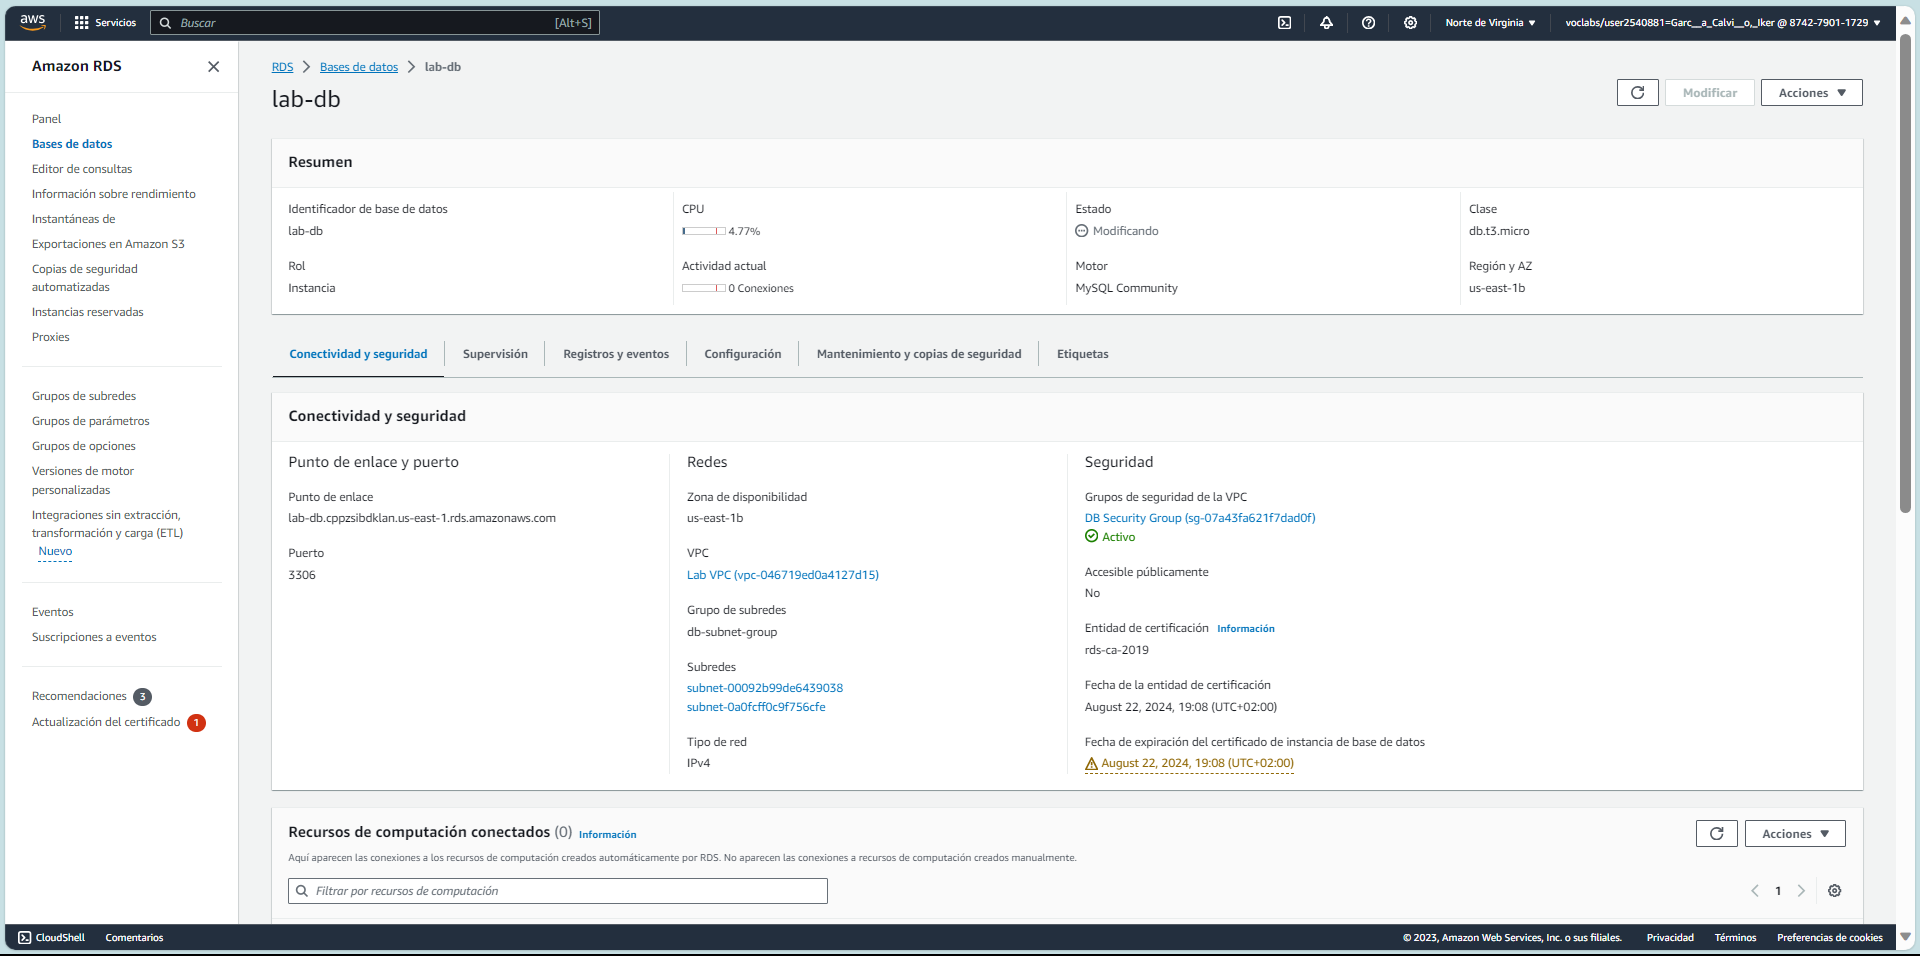 aws
Servicios
Buscar
[Alt+S]
Norte de Virginia
voclabs/user2540881=Garc__a_Calvi__o,_Iker @ 8742-7901-1729
Amazon RDS
Panel
Bases de datos
Editor de consultas
Información sobre rendimiento
Instantáneas de
Exportaciones en Amazon S3
Copias de seguridad
automatizadas
Instancias reservadas
Proxies
Grupos de subredes
Grupos de parámetros
Grupos de opciones
Versiones de motor
personalizadas
Integraciones sin extracción,
transformación y carga (ETL)
Nuevo
Eventos
Suscripciones a eventos
Recomendaciones 3
Actualización del certificado 1
RDS > Bases de datos > lab-db
lab-db
Modificar
Acciones
Resumen
Identificador de base de datos
lab-db
Rol
Instancia
CPU
4.77%
Actividad actual
0 Conexiones
Estado
Modificando
Motor
MySQL Community
Clase
db.t3.micro
Región y AZ
us-east-1b
Conectividad y seguridad
Supervisión
Registros y eventos
Configuración
Mantenimiento y copias de seguridad
Etiquetas
Conectividad y seguridad
Punto de enlace y puerto
Punto de enlace
lab-db.cppzsibdklan.us-east-1.rds.amazonaws.com
Puerto
3306
Redes
Zona de disponibilidad
us-east-1b
VPC
Lab VPC (vpc-046719ed0a4127d15)
Grupo de subredes
db-subnet-group
Subredes
subnet-00092b99de6439038
subnet-0a0fcff0c9f756cfe
Tipo de red
IPv4
Seguridad
Grupos de seguridad de la VPC
DB Security Group (sg-07a43fa621f7dad0f)
Activo
Accesible públicamente
No
Entidad de certificación Información
rds-ca-2019
Fecha de la entidad de certificación
August 22, 2024, 19:08 (UTC+02:00)
Fecha de expiración del certificado de instancia de base de datos
August 22, 2024, 19:08 (UTC+02:00)
Recursos de computación conectados (0) Información
Acciones
Aquí aparecen las conexiones a los recursos de computación creados automáticamente por RDS. No aparecen las conexiones a recursos de computación creados manualmente.
Filtrar por recursos de computación
1
CloudShell
Comentarios
© 2023, Amazon Web Services, Inc. o sus filiales.
Privacidad
Términos
Preferencias de cookies